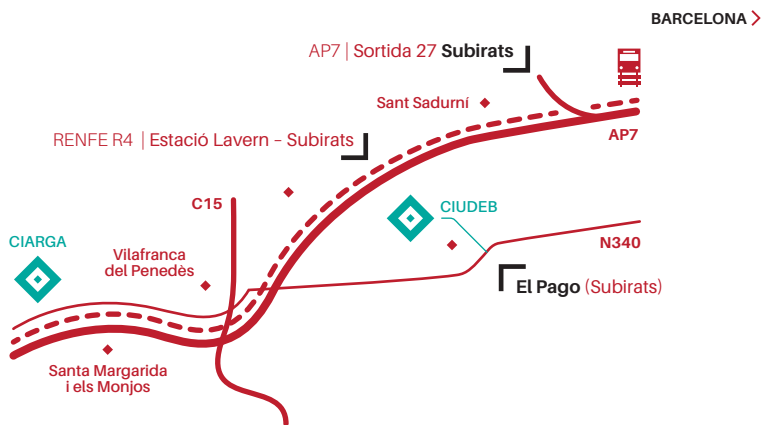 BARCELONA
AP7 | Sortida 27 Subirats
Sant Sadurní
AP7
RENFE R4 | Estació Lavern – Subirats
C15
CIUDEB
CIARGA
N340
Vilafranca
del Penedès
El Pago (Subirats)
Santa Margarida
i els Monjos